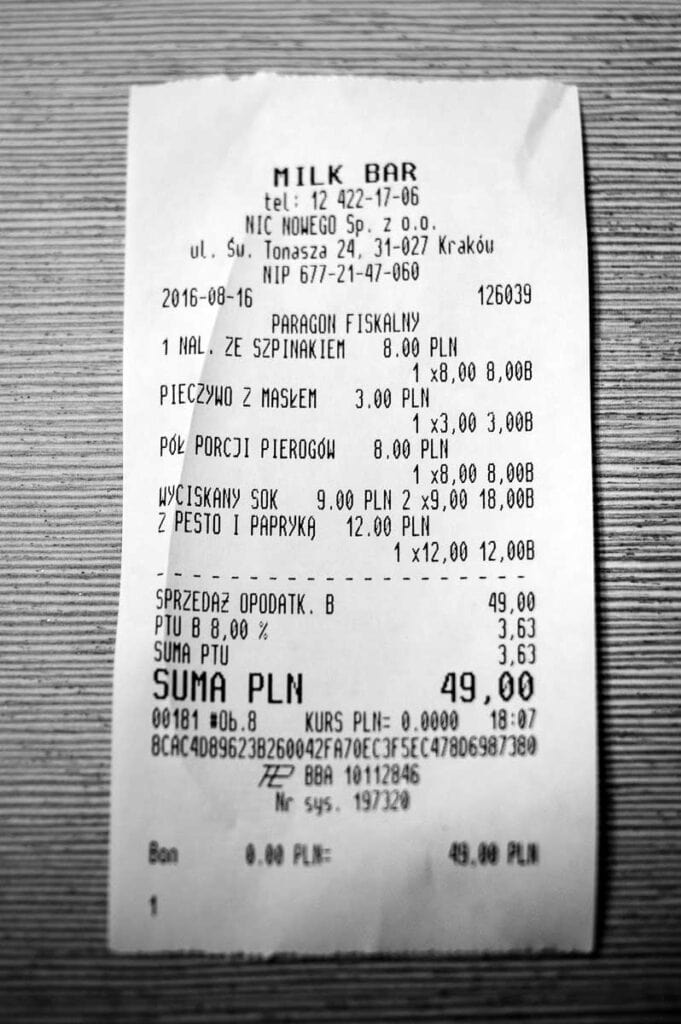 MILK BAR
tel: 12 422-17-06
NIC NOWEGO Sp. z o.o.
ul. Św. Tomasza 24, 31-027 Kraków
NIP 677-21-47-060
2016-08-16 126039
PARAGON FISKALNY
1 NAL. ZE SZPINAKIEM 8.00 PLN
1 x8,00 8,00B
PIECZYWO Z MASŁEM 3.00 PLN
1 x3,00 3,00B
PÓŁ PORCJI PIEROGÓW 8.00 PLN
1 x8,00 8,00B
WYCISKANY SOK 9.00 PLN 2 x9,00 18,00B
Z PESTO I PAPRYKĄ 12.00 PLN
1 x12,00 12,00B
- - - - - - - - - - - - - - - - - - - -
SPRZEDAŻ OPODATK. B 49,00
PTU B 8,00 % 3,63
SUMA PTU 3,63
SUMA PLN 49,00
00181 #Ob.8 KURS PLN= 0.0000 18:07
8CAC4D89623B260042FA70EC3F5EC478D6987380
BBA 10112846
Nr sys. 197320
Bon 0.00 PLN= 49.00 PLN
1